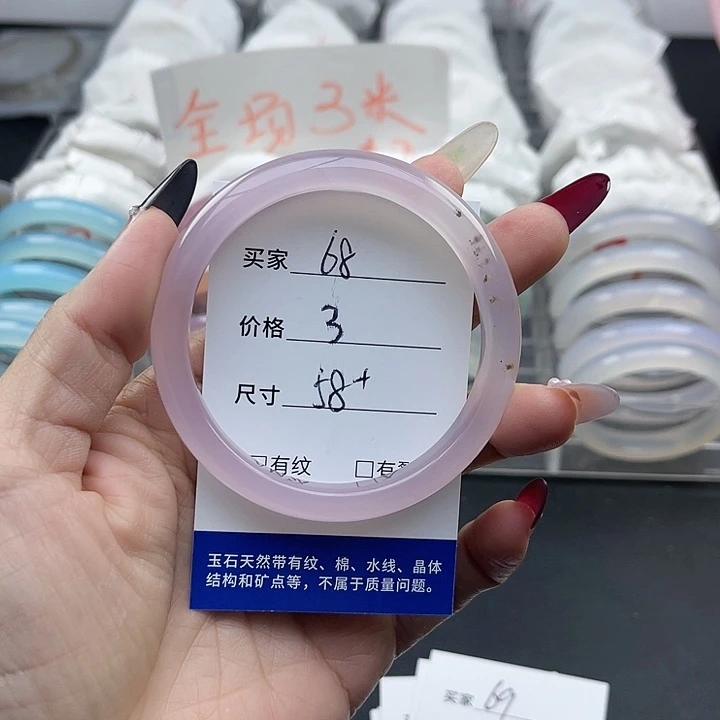 全场3米
买家 68
价格 3
尺寸 58+
□有纹 □有
玉石天然带有纹、棉、水线、晶体
结构和矿点等，不属于质量问题。
买家 69